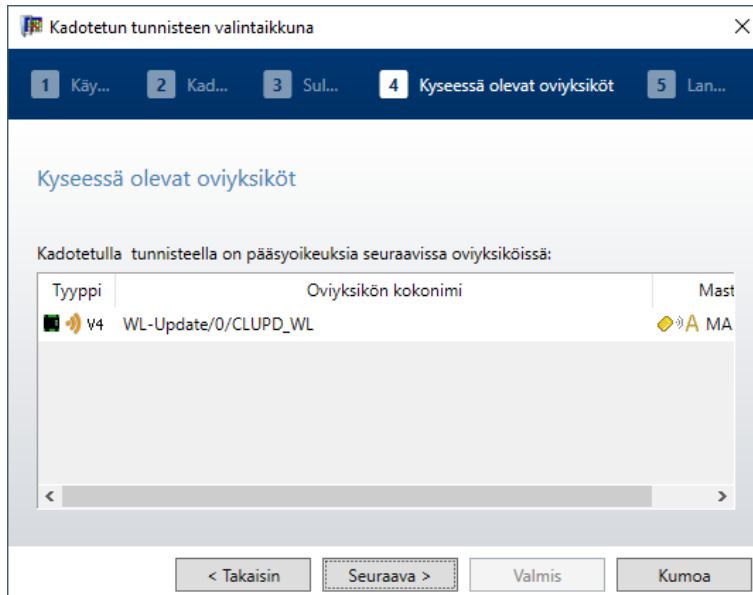 Kadotetun tunnisteen valintaikkuna
1 Käy... 2 Kad... 3 Sul... 4 Kyseessä olevat oviyksiköt 5 Lan...
Kyseessä olevat oviyksiköt
Kadotetulla tunnisteella on pääsyoikeuksia seuraavissa oviyksiköissä:
Tyyppi Oviyksikön kokonimi Mast
V4 WL-Update/0/CLUPD_WL A MA
< Takaisin Seuraava > Valmis Kumoa